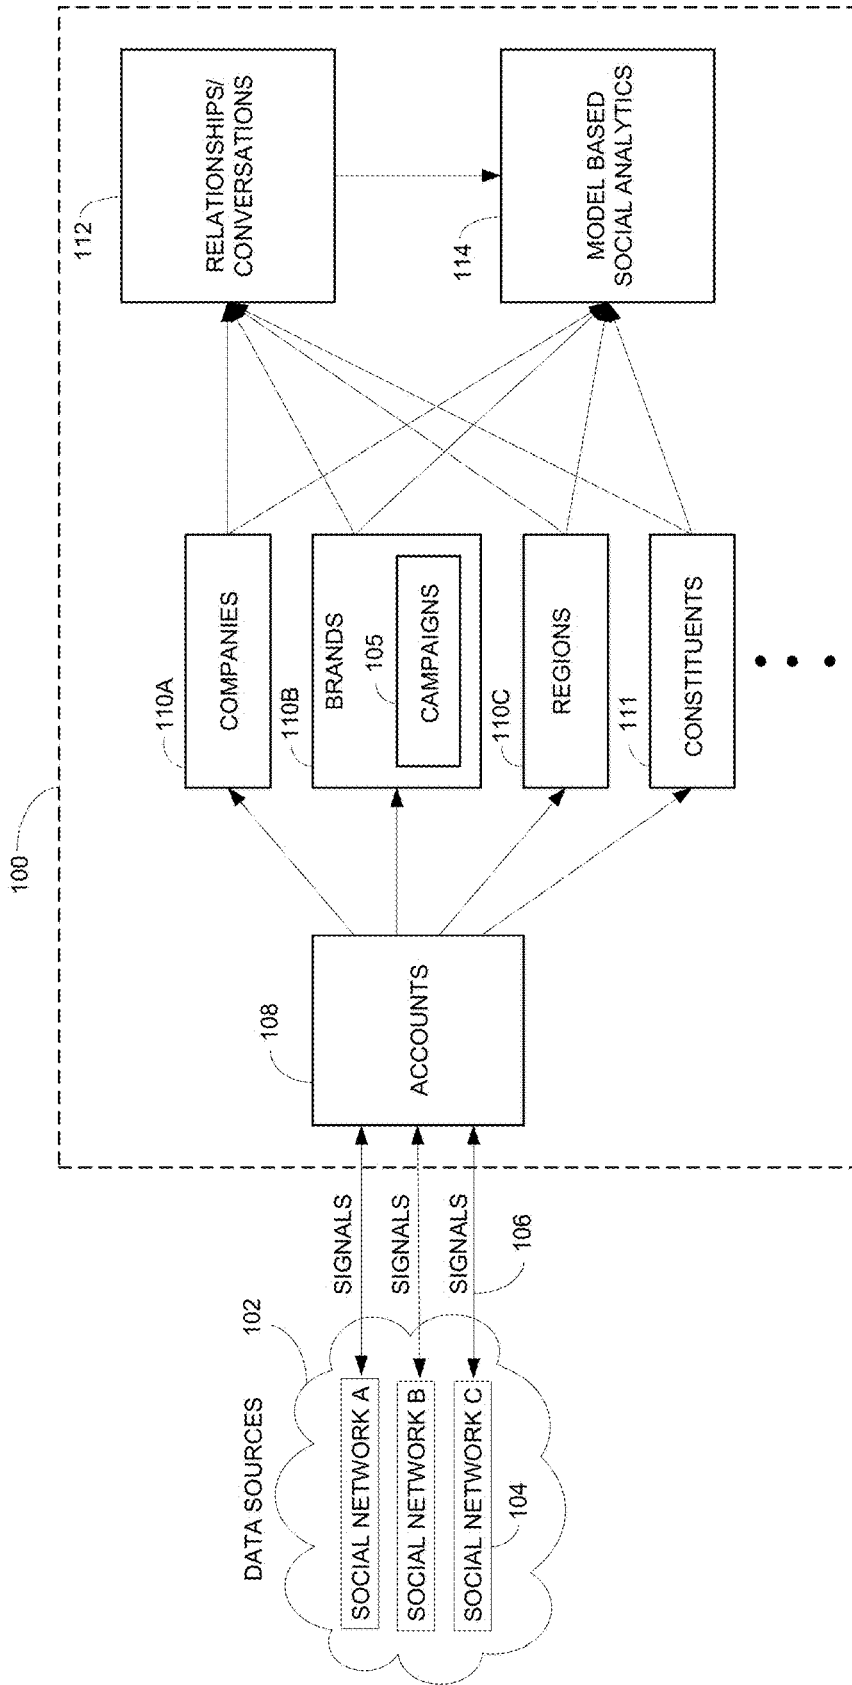 100
DATA SOURCES
102
SOCIAL NETWORK A
SOCIAL NETWORK B
SOCIAL NETWORK C
104
SIGNALS
SIGNALS
SIGNALS
106
108
ACCOUNTS
110A
COMPANIES
110B
BRANDS
105
CAMPAIGNS
110C
REGIONS
111
CONSTITUENTS
112
RELATIONSHIPS/
CONVERSATIONS
114
MODEL BASED
SOCIAL ANALYTICS